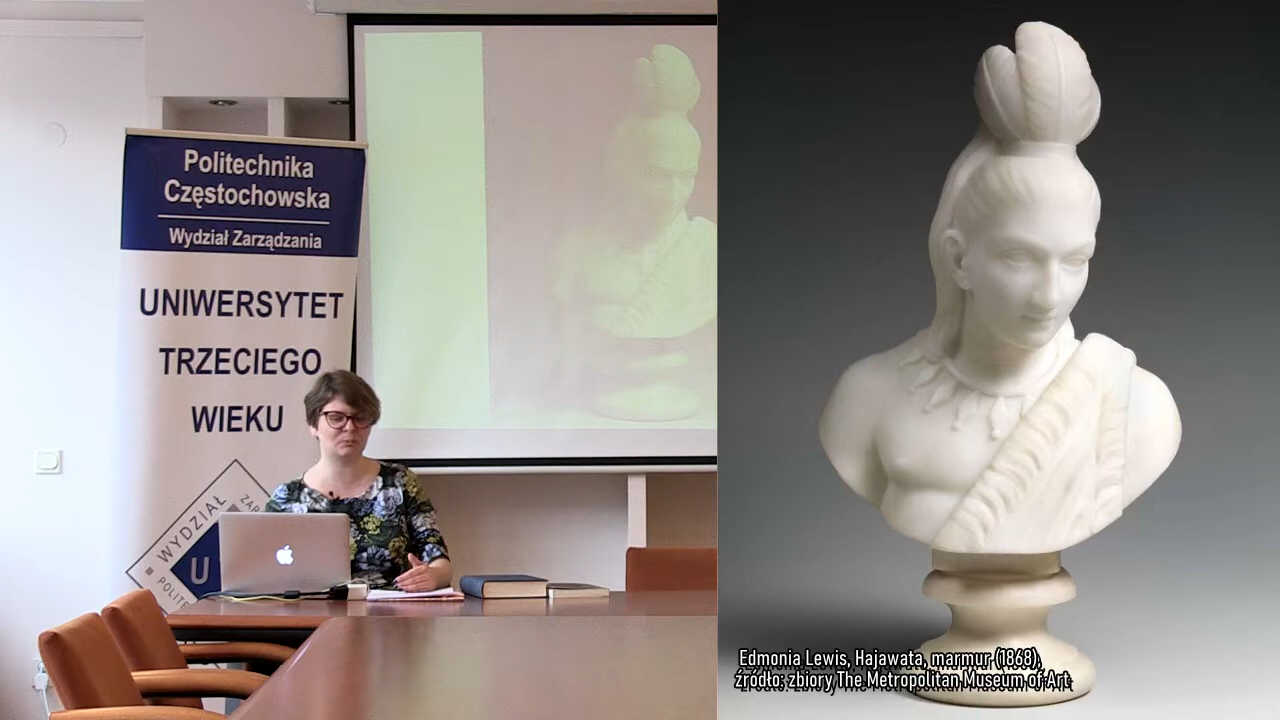 Politechnika
Częstochowska
Wydział Zarządzania
UNIWERSYTET
TRZECIEGO
WIEKU
WYDZIAŁ
U
Edmonia Lewis, Hajawata, marmur (1868),
źródło: zbiory The Metropolitan Museum of Art